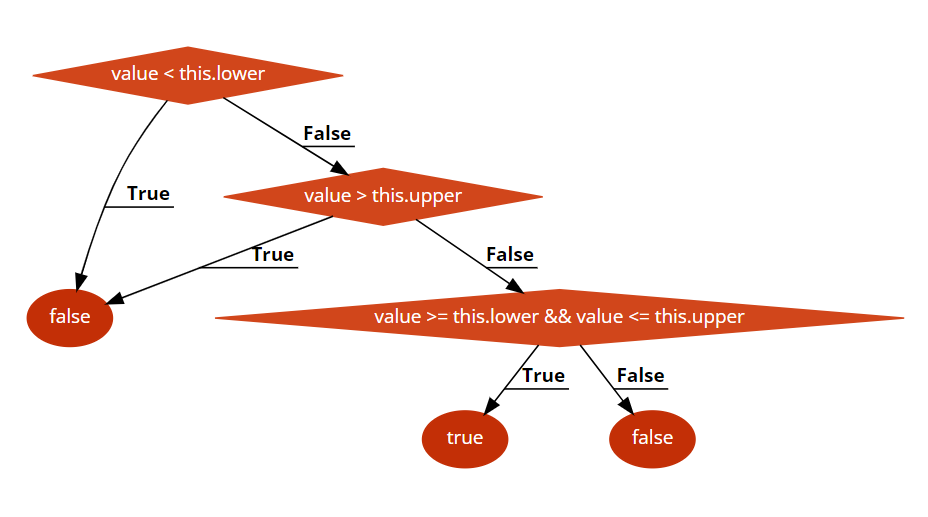 value < this.lower
False
True
value > this.upper
True
False
false
value >= this.lower && value <= this.upper
True
False
true
false